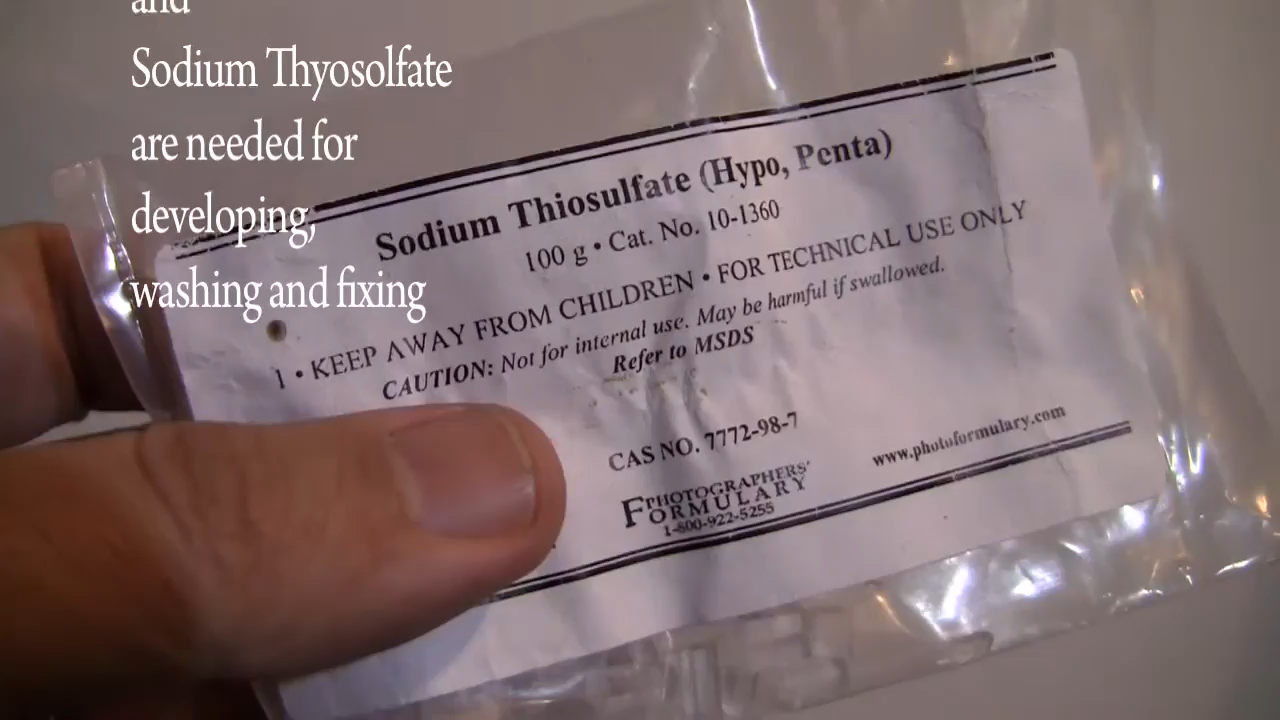 and
Sodium Thyosolfate
are needed for
developing,
washing and fixing
Sodium Thiosulfate (Hypo, Penta)
100 g • Cat. No. 10-1360
1 • KEEP AWAY FROM CHILDREN • FOR TECHNICAL USE ONLY
CAUTION: Not for internal use. May be harmful if swallowed.
Refer to MSDS
CAS NO. 7772-98-7
PHOTOGRAPHERS'
FORMULARY
1-800-922-5255
www.photoformulary.com